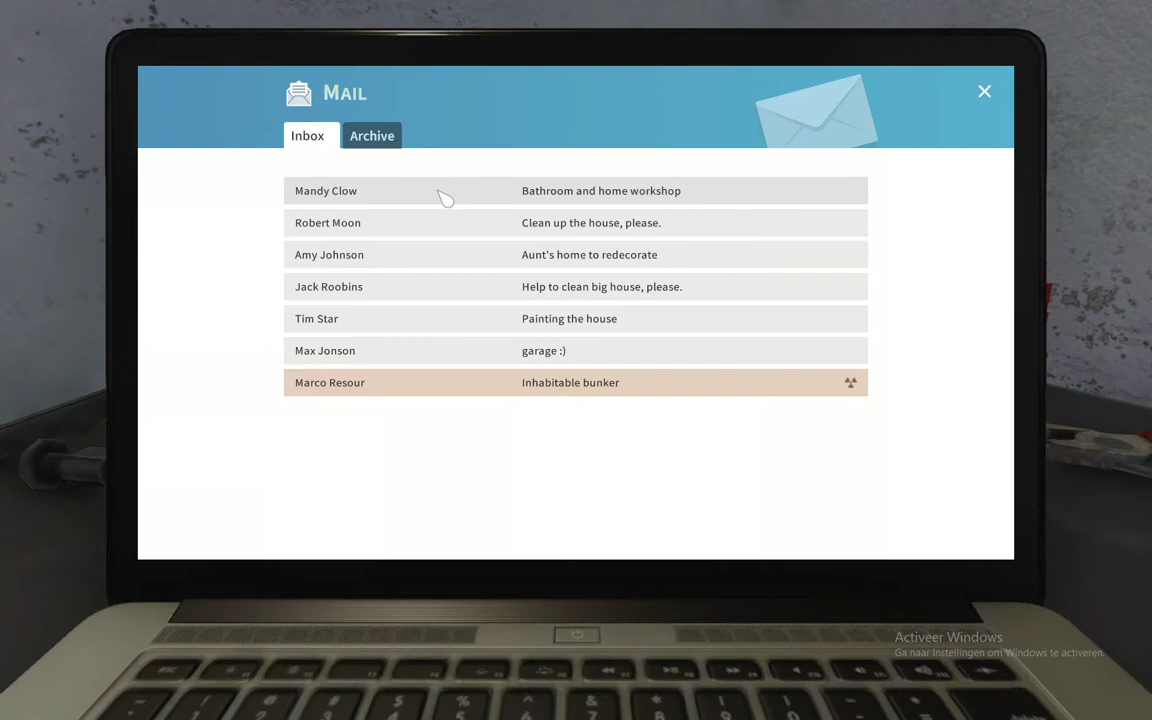 MAIL
Inbox Archive
Mandy Clow Bathroom and home workshop
Robert Moon Clean up the house, please.
Amy Johnson Aunt's home to redecorate
Jack Roobins Help to clean big house, please.
Tim Star Painting the house
Max Jonson garage :)
Marco Resour Inhabitable bunker
Activeer Windows
Ga naar Instellingen om Windows te activeren.